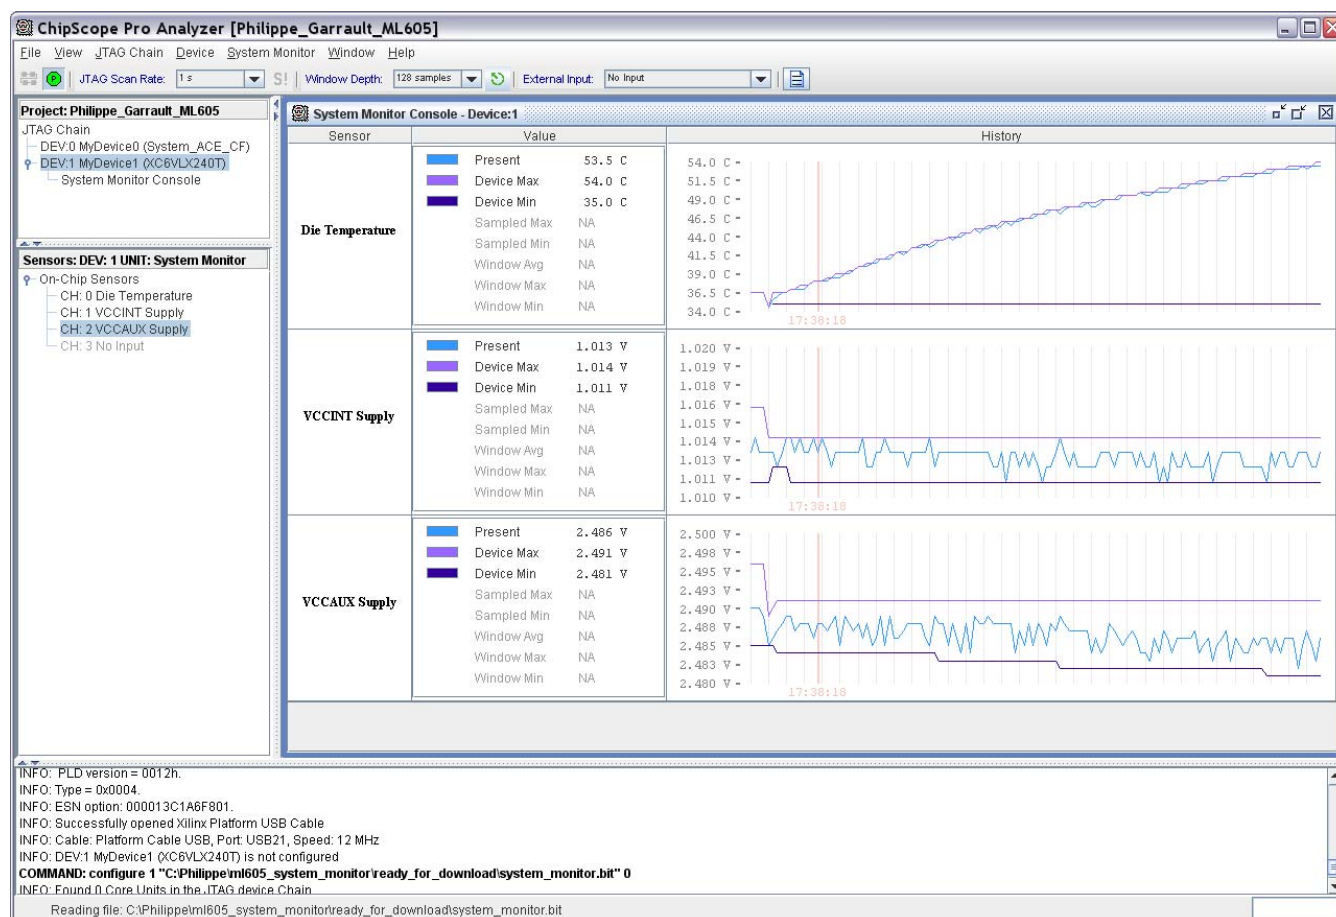 ChipScope Pro Analyzer [Philippe_Garrault_ML605]
File View JTAG Chain Device System Monitor Window Help
JTAG Scan Rate: 1 s S! Window Depth: 128 samples External Input: No Input
Project: Philippe_Garrault_ML605
JTAG Chain
DEV:0 MyDevice0 (System_ACE_CF)
DEV:1 MyDevice1 (XC6VLX240T)
System Monitor Console
Sensors: DEV: 1 UNIT: System Monitor
On-Chip Sensors
CH: 0 Die Temperature
CH: 1 VCCINT Supply
CH: 2 VCCAUX Supply
CH: 3 No Input
System Monitor Console - Device:1
Sensor Value History
Die Temperature
Present 53.5 C
Device Max 54.0 C
Device Min 35.0 C
Sampled Max NA
Sampled Min NA
Window Avg NA
Window Max NA
Window Min NA
54.0 C
51.5 C
49.0 C
46.5 C
44.0 C
41.5 C
39.0 C
36.5 C
34.0 C
17:38:18
VCCINT Supply
Present 1.013 V
Device Max 1.014 V
Device Min 1.011 V
Sampled Max NA
Sampled Min NA
Window Avg NA
Window Max NA
Window Min NA
1.020 V
1.019 V
1.018 V
1.016 V
1.015 V
1.014 V
1.013 V
1.011 V
1.010 V
17:38:18
VCCAUX Supply
Present 2.486 V
Device Max 2.491 V
Device Min 2.481 V
Sampled Max NA
Sampled Min NA
Window Avg NA
Window Max NA
Window Min NA
2.500 V
2.498 V
2.495 V
2.493 V
2.490 V
2.488 V
2.485 V
2.483 V
2.480 V
17:38:18
INFO: PLD version = 0012h.
INFO: Type = 0x0004.
INFO: ESN option: 000013C1A6F801.
INFO: Successfully opened Xilinx Platform USB Cable
INFO: Cable: Platform Cable USB, Port: USB21, Speed: 12 MHz
INFO: DEV:1 MyDevice1 (XC6VLX240T) is not configured
COMMAND: configure 1 "C:\Philippe\ml605_system_monitor\ready_for_download\system_monitor.bit" 0
INFO: Found 0 Core Units in the JTAG device Chain
Reading file: C:\Philippe\ml605_system_monitor\ready_for_download\system_monitor.bit